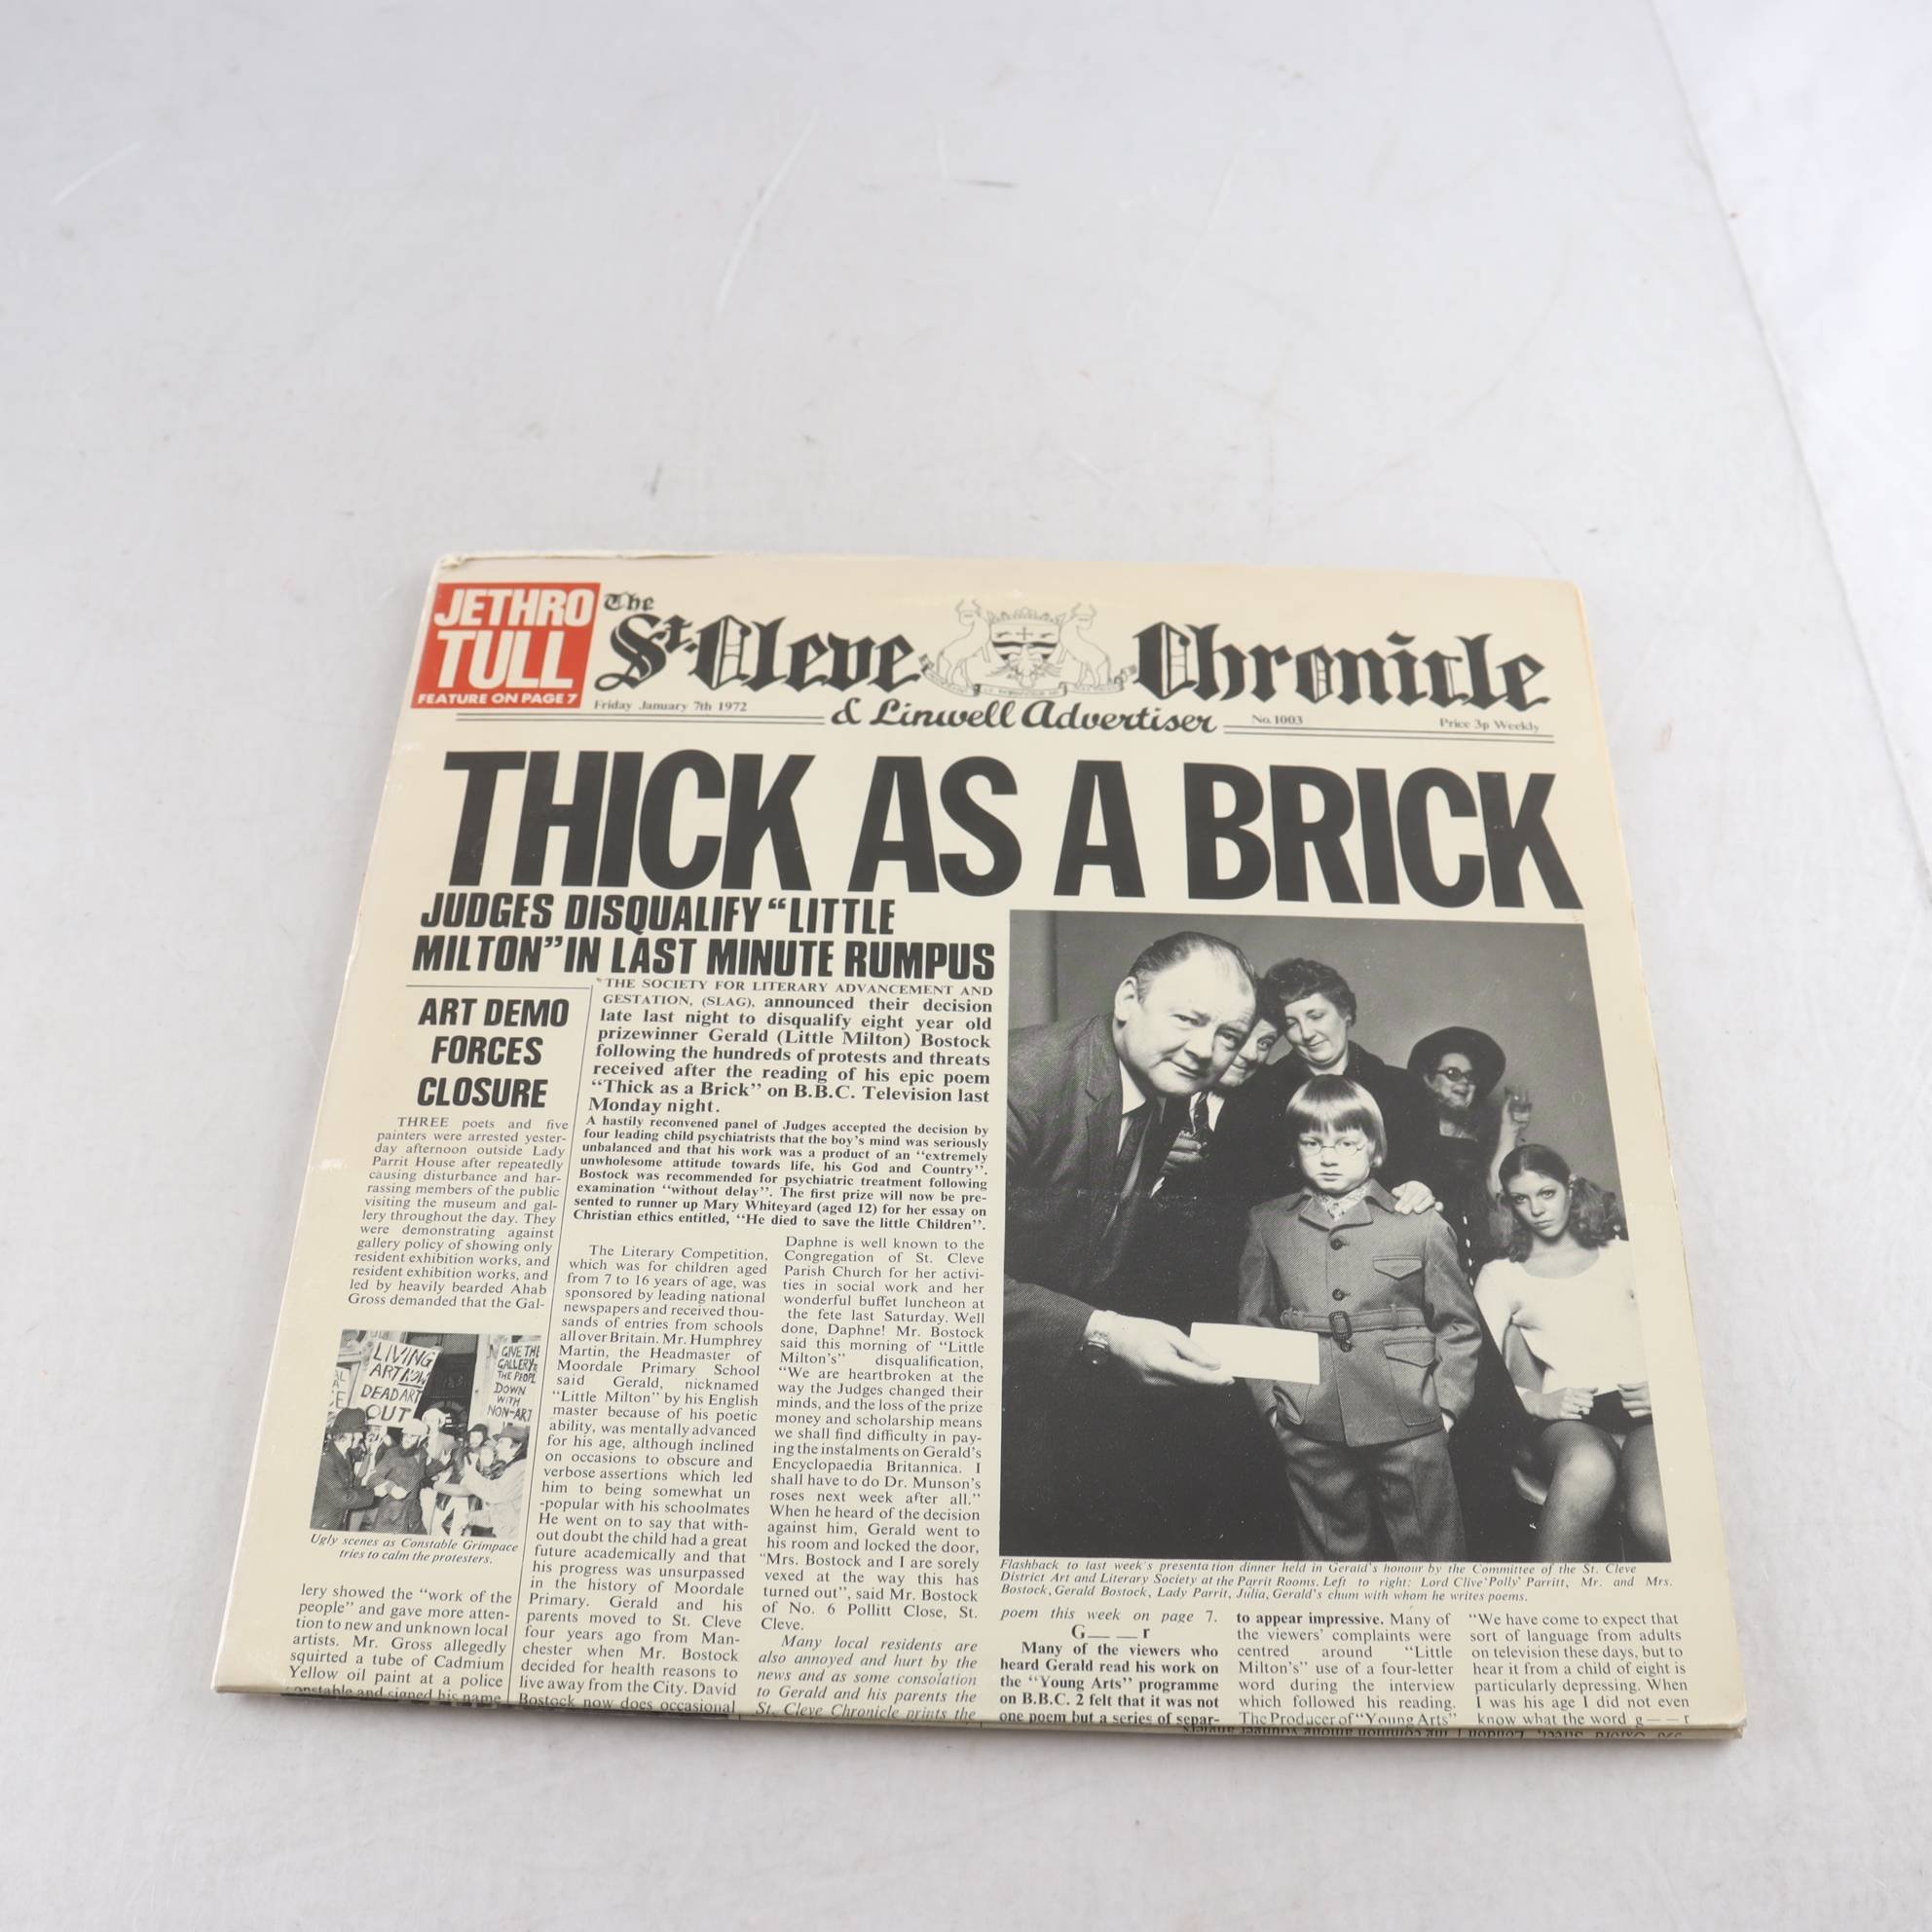 JETHRO
TULL
FEATURE ON PAGE 7
The
St. Cleve Chronicle
& Linwell Advertiser
Friday January 7th 1972
No. 1003
Price 3p Weekly
THICK AS A BRICK
JUDGES DISQUALIFY “LITTLE
MILTON” IN LAST MINUTE RUMPUS
ART DEMO
FORCES
CLOSURE
THREE poets and five
painters were arrested yester-
day afternoon outside Lady
Parrit House after repeatedly
causing disturbance and har-
rassing members of the public
visiting the museum and gal-
lery throughout the day. They
were demonstrating against
gallery policy of showing only
resident exhibition works, and
resident exhibition works, and
led by heavily bearded Ahab
Gross demanded that the Gal-
LIVING
ART NOW
DEAD ART
OUT
GIVE THE
GALLERY
THE PEOPL
DOWN
WITH
NON-ART
Ugly scenes as Constable Grimpace
tries to calm the protesters.
lery showed the “work of the
people” and gave more atten-
tion to new and unknown local
artists. Mr. Gross allegedly
squirted a tube of Cadmium
Yellow oil paint at a police
constable and signed his name
THE SOCIETY FOR LITERARY ADVANCEMENT AND
GESTATION, (SLAG), announced their decision
late last night to disqualify eight year old
prizewinner Gerald (Little Milton) Bostock
following the hundreds of protests and threats
received after the reading of his epic poem
“Thick as a Brick” on B.B.C. Television last
Monday night.
A hastily reconvened panel of Judges accepted the decision by
four leading child psychiatrists that the boy’s mind was seriously
unbalanced and that his work was a product of an “extremely
unwholesome attitude towards life, his God and Country”.
Bostock was recommended for psychiatric treatment following
examination “without delay”. The first prize will now be pre-
sented to runner up Mary Whiteyard (aged 12) for her essay on
Christian ethics entitled, “He died to save the little Children”.
The Literary Competition,
which was for children aged
from 7 to 16 years of age, was
sponsored by leading national
newspapers and received thou-
sands of entries from schools
all over Britain. Mr. Humphrey
Martin, the Headmaster of
Moordale Primary School
said Gerald, nicknamed
“Little Milton” by his English
master because of his poetic
ability, was mentally advanced
for his age, although inclined
on occasions to obscure and
verbose assertions which led
him to being somewhat un
-popular with his schoolmates
He went on to say that with-
out doubt the child had a great
future academically and that
his progress was unsurpassed
in the history of Moordale
Primary. Gerald and his
parents moved to St. Cleve
four years ago from Man-
chester when Mr. Bostock
decided for health reasons to
live away from the City. David
Bostock now does occasional
Daphne is well known to the
Congregation of St. Cleve
Parish Church for her activi-
ties in social work and her
wonderful buffet luncheon at
the fete last Saturday. Well
done, Daphne! Mr. Bostock
said this morning of “Little
Milton’s” disqualification,
“We are heartbroken at the
way the Judges changed their
minds, and the loss of the prize
money and scholarship means
we shall find difficulty in pay-
ing the instalments on Gerald’s
Encyclopaedia Britannica. I
shall have to do Dr. Munson’s
roses next week after all.”
When he heard of the decision
against him, Gerald went to
his room and locked the door,
“Mrs. Bostock and I are sorely
vexed at the way this has
turned out”, said Mr. Bostock
of No. 6 Pollitt Close, St.
Cleve.
Many local residents are
also annoyed and hurt by the
news and as some consolation
to Gerald and his parents the
St. Cleve Chronicle prints the
Flashback to last week’s presentation dinner held in Gerald’s honour by the Committee of the St. Cleve
District Art and Literary Society at the Parrit Rooms. Left to right: Lord Clive ‘Polly’ Parritt, Mr. and Mrs.
Bostock, Gerald Bostock, Lady Parrit, Julia, Gerald’s chum with whom he writes poems.
poem this week on page 7.
G— —r
Many of the viewers who
heard Gerald read his work on
the “Young Arts” programme
on B.B.C. 2 felt that it was not
one poem but a series of separ-
to appear impressive. Many of
the viewers’ complaints were
centred around “Little
Milton’s” use of a four-letter
word during the interview
which followed his reading.
The Producer of “Young Arts”
“We have come to expect that
sort of language from adults
on television these days, but to
hear it from a child of eight is
particularly depressing. When
I was his age I did not even
know what the word g— —r